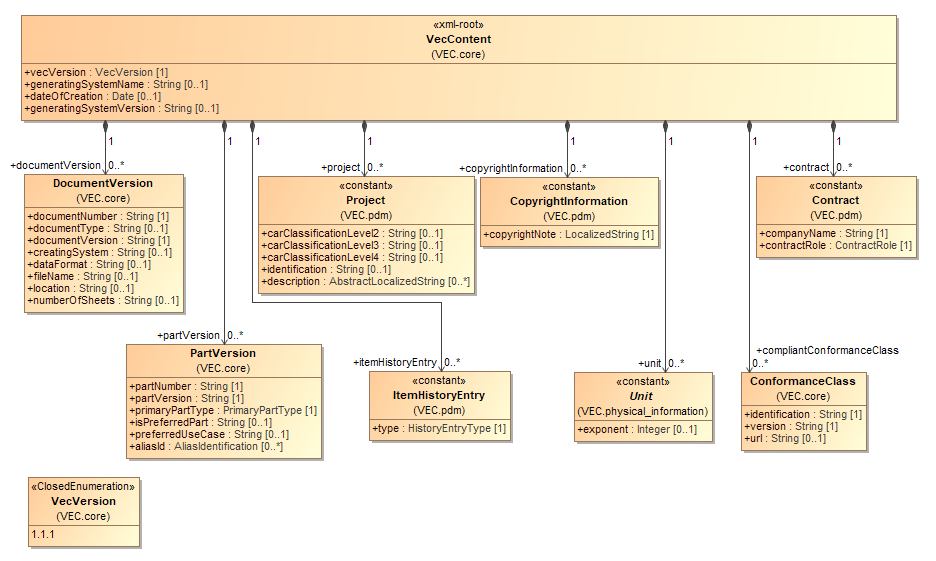 «xml-root»
VecContent
(VEC.core)
+vecVersion : VecVersion [1]
+generatingSystemName : String [0..1]
+dateOfCreation : Date [0..1]
+generatingSystemVersion : String [0..1]
1 1 1 1 1 1 1 1
+documentVersion 0..*
+project 0..*
+copyrightInformation 0..*
+contract 0..*
DocumentVersion
(VEC.core)
+documentNumber : String [1]
+documentType : String [0..1]
+documentVersion : String [1]
+creatingSystem : String [0..1]
+dataFormat : String [0..1]
+fileName : String [0..1]
+location : String [0..1]
+numberOfSheets : String [0..1]
«constant»
Project
(VEC.pdm)
+carClassificationLevel2 : String [0..1]
+carClassificationLevel3 : String [0..1]
+carClassificationLevel4 : String [0..1]
+identification : String [0..1]
+description : AbstractLocalizedString [0..*]
«constant»
CopyrightInformation
(VEC.pdm)
+copyrightNote : LocalizedString [1]
«constant»
Contract
(VEC.pdm)
+companyName : String [1]
+contractRole : ContractRole [1]
+partVersion 0..*
+itemHistoryEntry 0..*
+unit 0..*
+compliantConformanceClass
0..*
PartVersion
(VEC.core)
+partNumber : String [1]
+partVersion : String [1]
+primaryPartType : PrimaryPartType [1]
+isPreferredPart : String [0..1]
+preferredUseCase : String [0..1]
+aliasId : AliasIdentification [0..*]
«constant»
ItemHistoryEntry
(VEC.pdm)
+type : HistoryEntryType [1]
«constant»
Unit
(VEC.physical_information)
+exponent : Integer [0..1]
ConformanceClass
(VEC.core)
+identification : String [1]
+version : String [1]
+url : String [0..1]
«ClosedEnumeration»
VecVersion
(VEC.core)
1.1.1